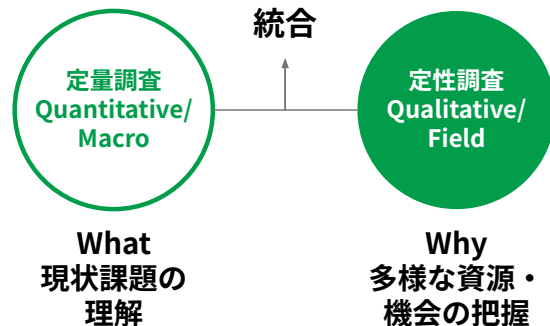 統合
定量調査
Quantitative/
Macro
定性調査
Qualitative/
Field
What
現状課題の
理解
Why
多様な資源・
機会の把握